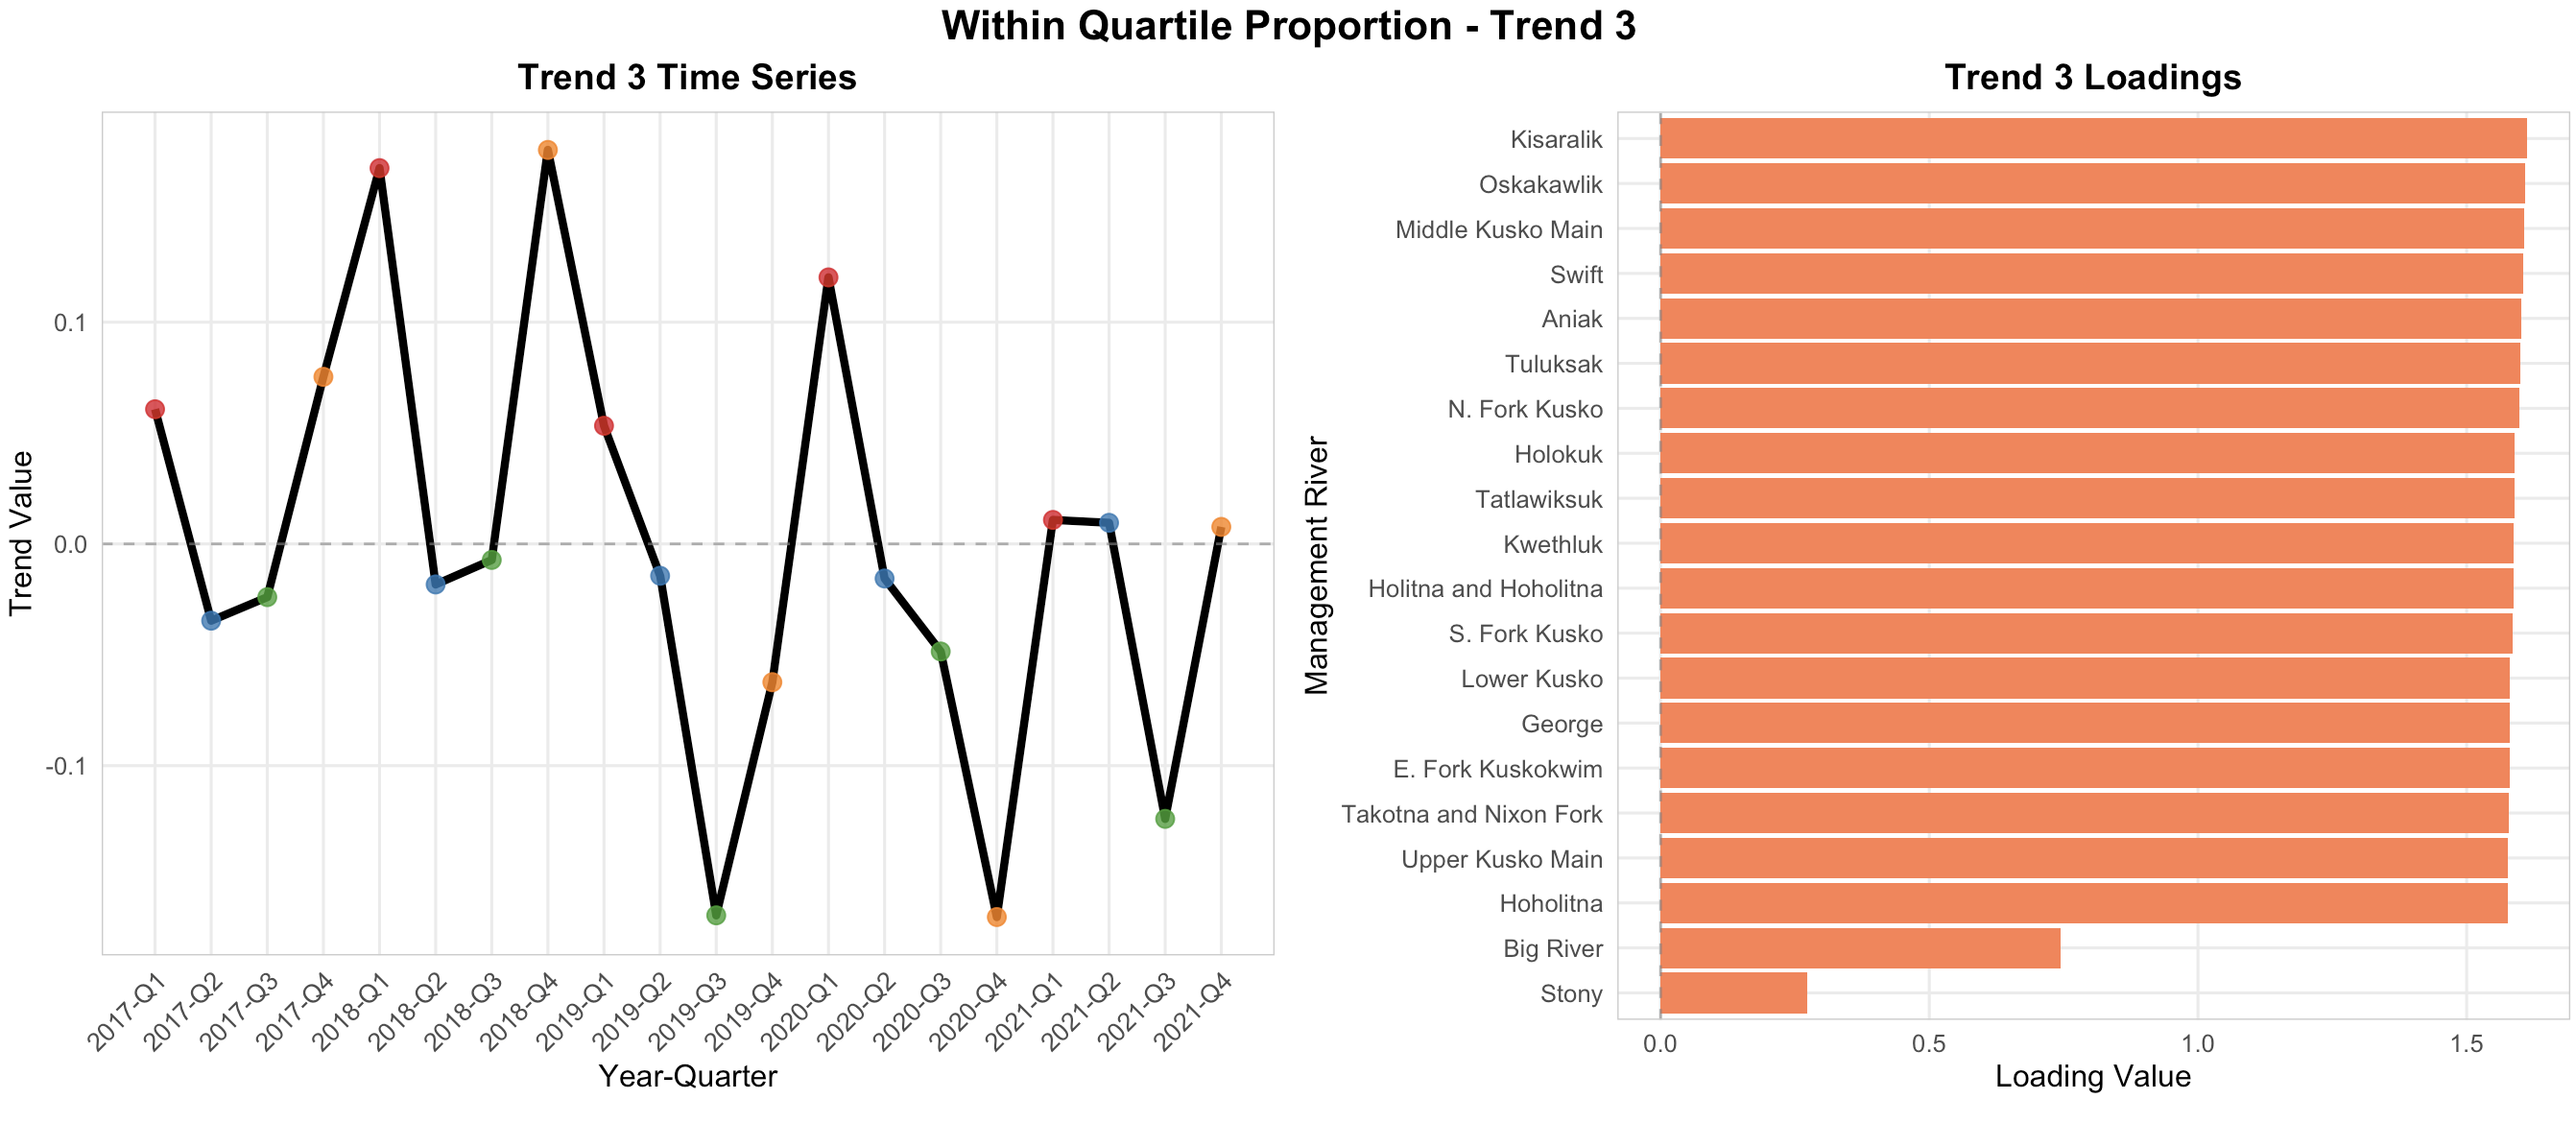 Within Quartile Proportion - Trend 3
Trend 3 Time Series
Trend Value
0.1
0.0
-0.1
2017-Q1
2017-Q2
2017-Q3
2017-Q4
2018-Q1
2018-Q2
2018-Q3
2018-Q4
2019-Q1
2019-Q2
2019-Q3
2019-Q4
2020-Q1
2020-Q2
2020-Q3
2020-Q4
2021-Q1
2021-Q2
2021-Q3
2021-Q4
Year-Quarter
Trend 3 Loadings
Management River
Kisaralik
Oskakawlik
Middle Kusko Main
Swift
Aniak
Tuluksak
N. Fork Kusko
Holokuk
Tatlawiksuk
Kwethluk
Holitna and Hoholitna
S. Fork Kusko
Lower Kusko
George
E. Fork Kuskokwim
Takotna and Nixon Fork
Upper Kusko Main
Hoholitna
Big River
Stony
0.0
0.5
1.0
1.5
Loading Value